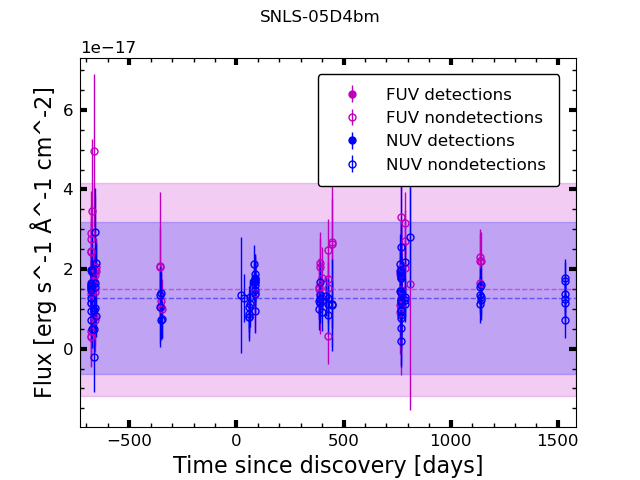 SNLS-05D4bm
1e−17
FUV detections
FUV nondetections
NUV detections
NUV nondetections
6
4
2
0
Flux [erg s^-1 Å^-1 cm^-2]
−500
0
500
1000
1500
Time since discovery [days]